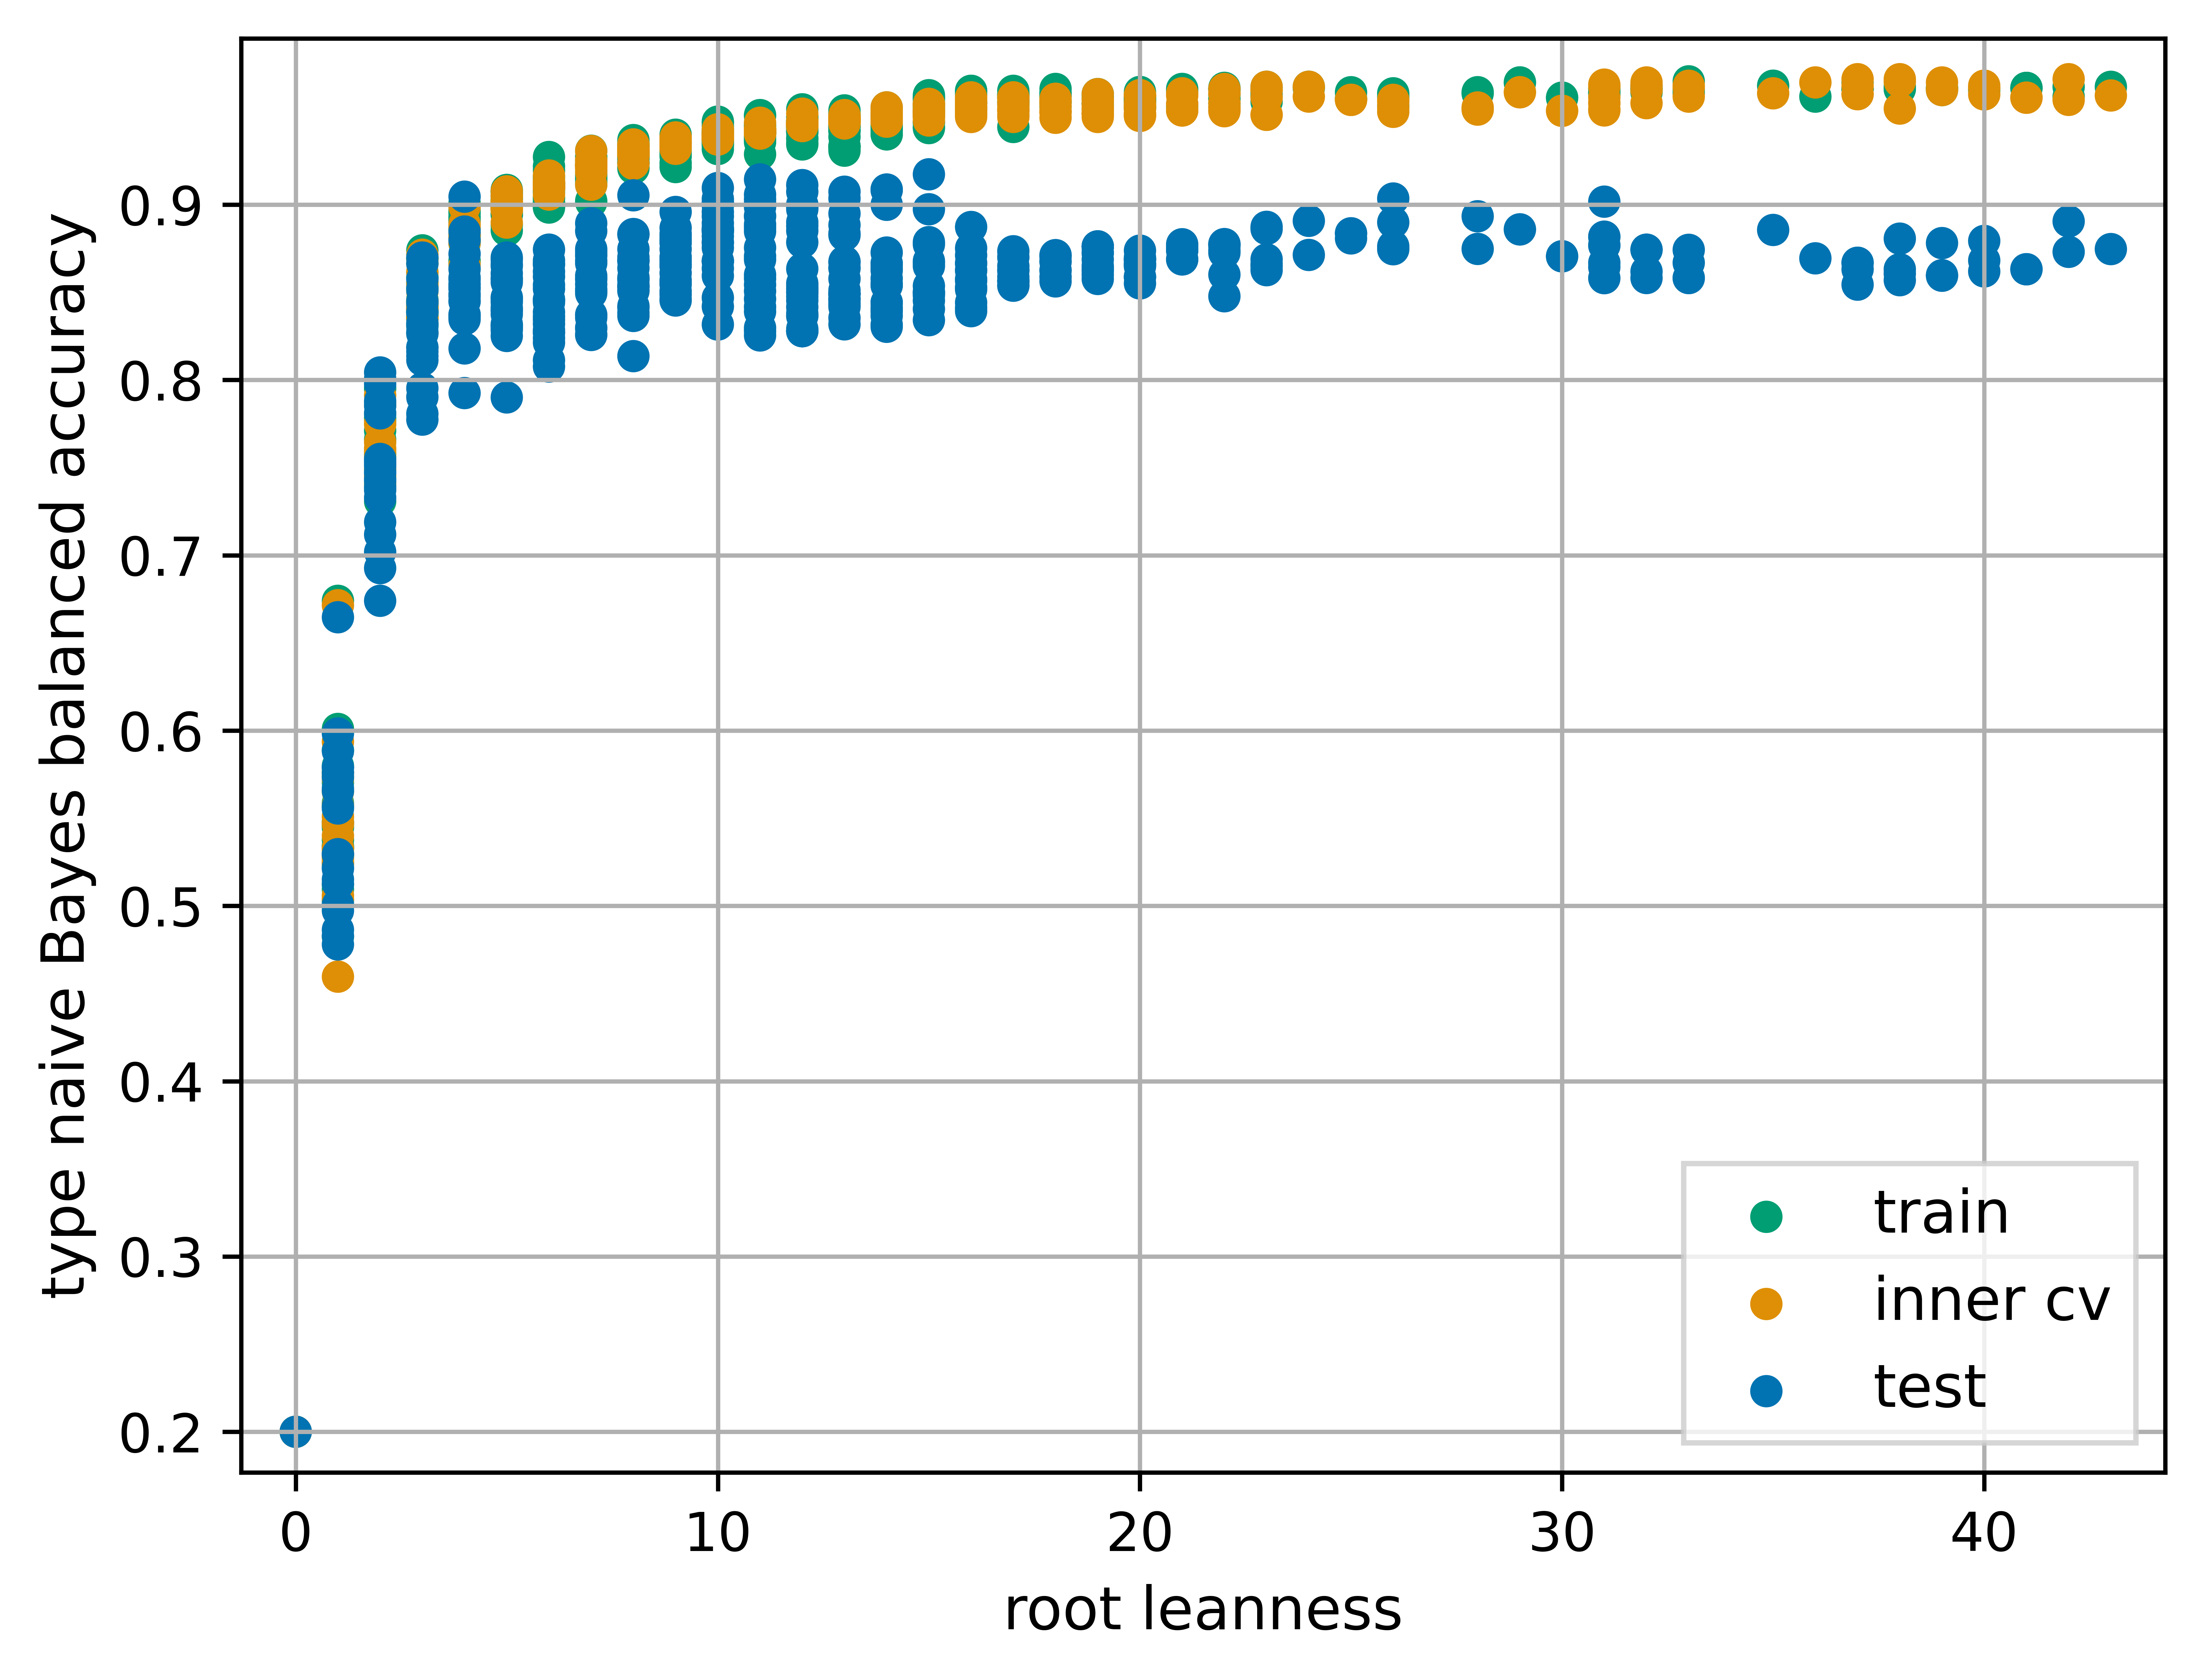 type naive Bayes balanced accuracy
0.9
0.8
0.7
0.6
0.5
0.4
0.3
0.2
train
inner cv
test
0 10 20 30 40
root leanness